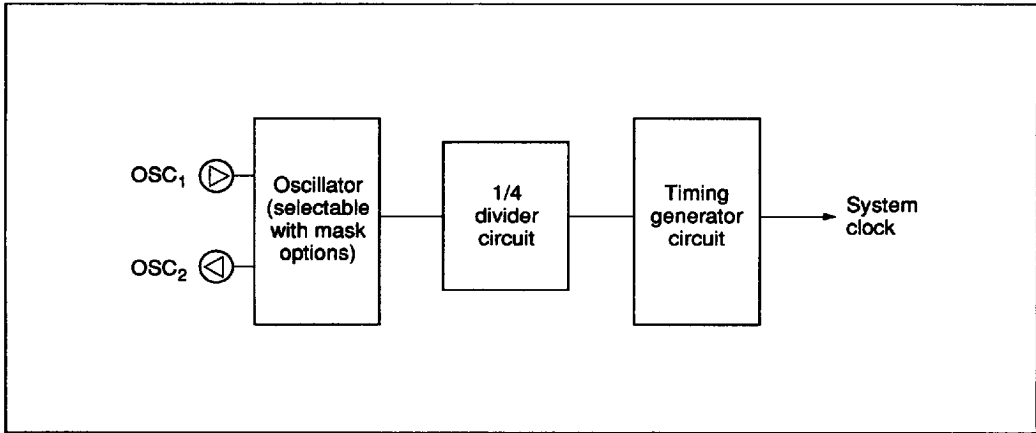 OSC1
OSC2
Oscillator
(selectable
with mask
options)
1/4
divider
circuit
Timing
generator
circuit
System
clock